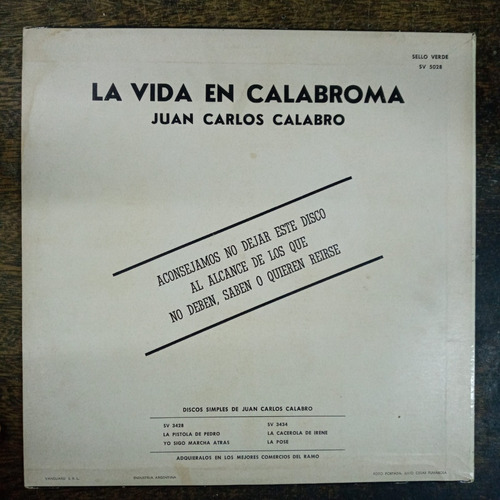 SELLO VERDE
SV 5028
LA VIDA EN CALABROMA
JUAN CARLOS CALABRO
ACONSEJAMOS NO DEJAR ESTE DISCO
AL ALCANCE DE LOS QUE
NO DEBEN, SABEN O QUIEREN REIRSE
DISCOS SIMPLES DE JUAN CARLOS CALABRO
SV 3428
LA PISTOLA DE PEDRO
YO SIGO MARCHA ATRAS
SV 3434
LA CACEROLA DE IRENE
LA POSE
ADQUIERALOS EN LOS MEJORES COMERCIOS DEL RAMO
INDUSTRIA ARGENTINA